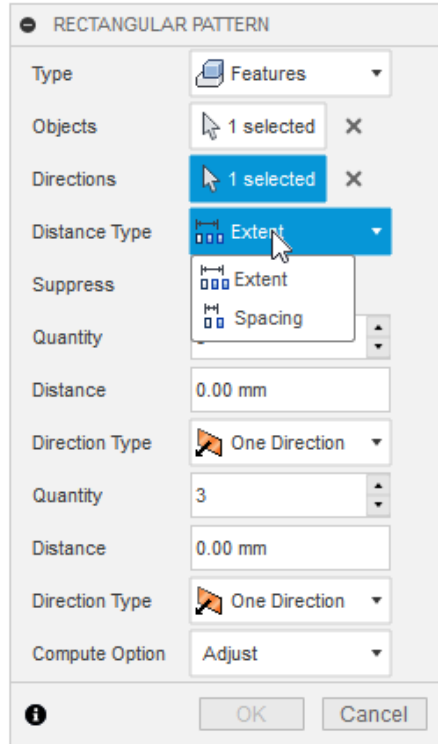 RECTANGULAR PATTERN
Type Features
Objects 1 selected
Directions 1 selected
Distance Type Extent
Extent
Suppress
Spacing
Quantity
Distance 0.00 mm
Direction Type One Direction
Quantity 3
Distance 0.00 mm
Direction Type One Direction
Compute Option Adjust
OK Cancel